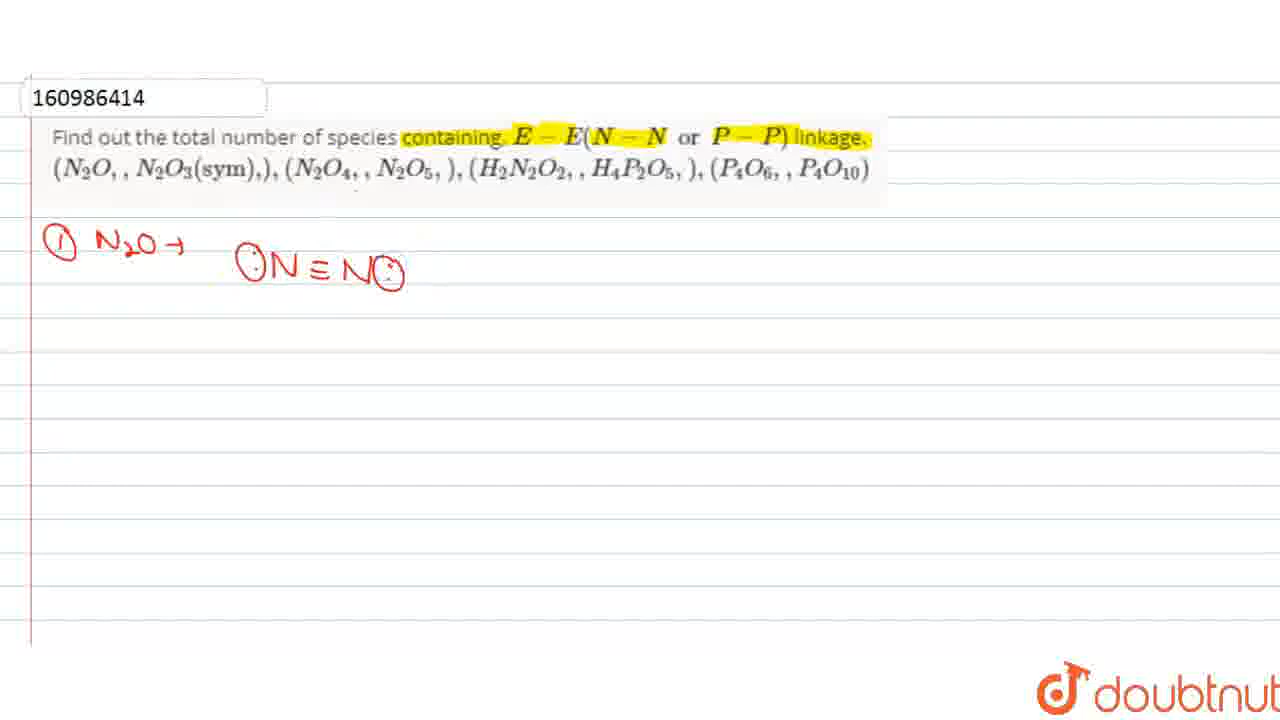 160986414
Find out the total number of species containing. E − E(N − N or P − P) linkage.
(N₂O, , N₂O₃(sym),), (N₂O₄, , N₂O₅, ), (H₂N₂O₂, , H₄P₂O₅, ), (P₄O₆, , P₄O₁₀)
① N₂O → :N≡N:
doubtnut